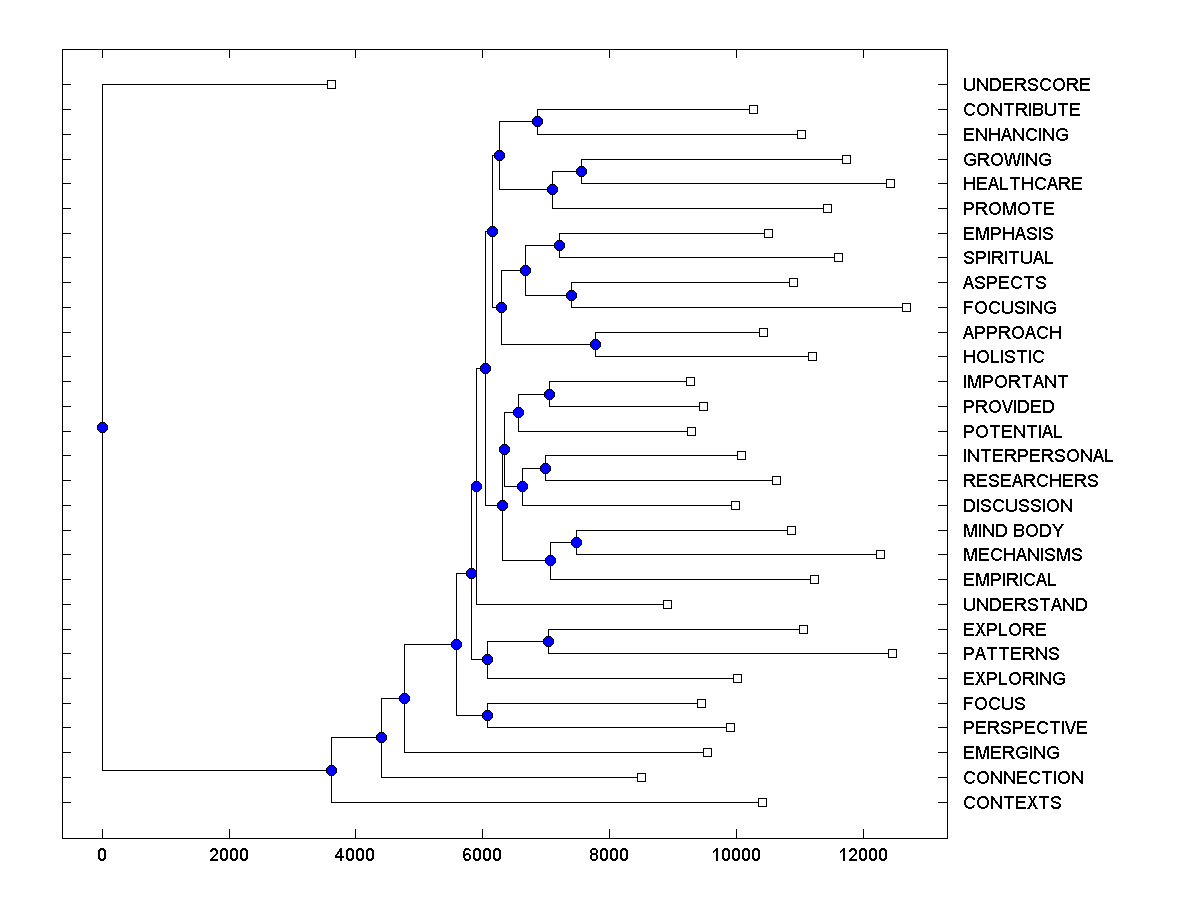 UNDERSCORE
CONTRIBUTE
ENHANCING
GROWING
HEALTHCARE
PROMOTE
EMPHASIS
SPIRITUAL
ASPECTS
FOCUSING
APPROACH
HOLISTIC
IMPORTANT
PROVIDED
POTENTIAL
INTERPERSONAL
RESEARCHERS
DISCUSSION
MIND BODY
MECHANISMS
EMPIRICAL
UNDERSTAND
EXPLORE
PATTERNS
EXPLORING
FOCUS
PERSPECTIVE
EMERGING
CONNECTION
CONTEXTS
0 2000 4000 6000 8000 10000 12000